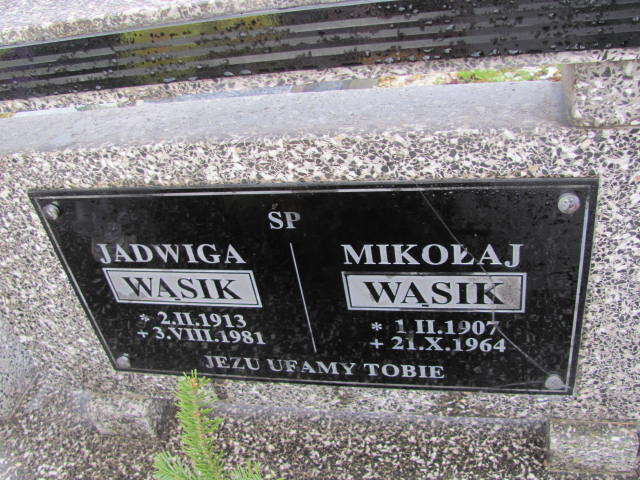 ŚP
JADWIGA
WĄSIK
* 2.II.1913
+ 3.VIII.1981
MIKOŁAJ
WĄSIK
* 1 II.1907
+ 21.X.1964
JEZU UFAMY TOBIE